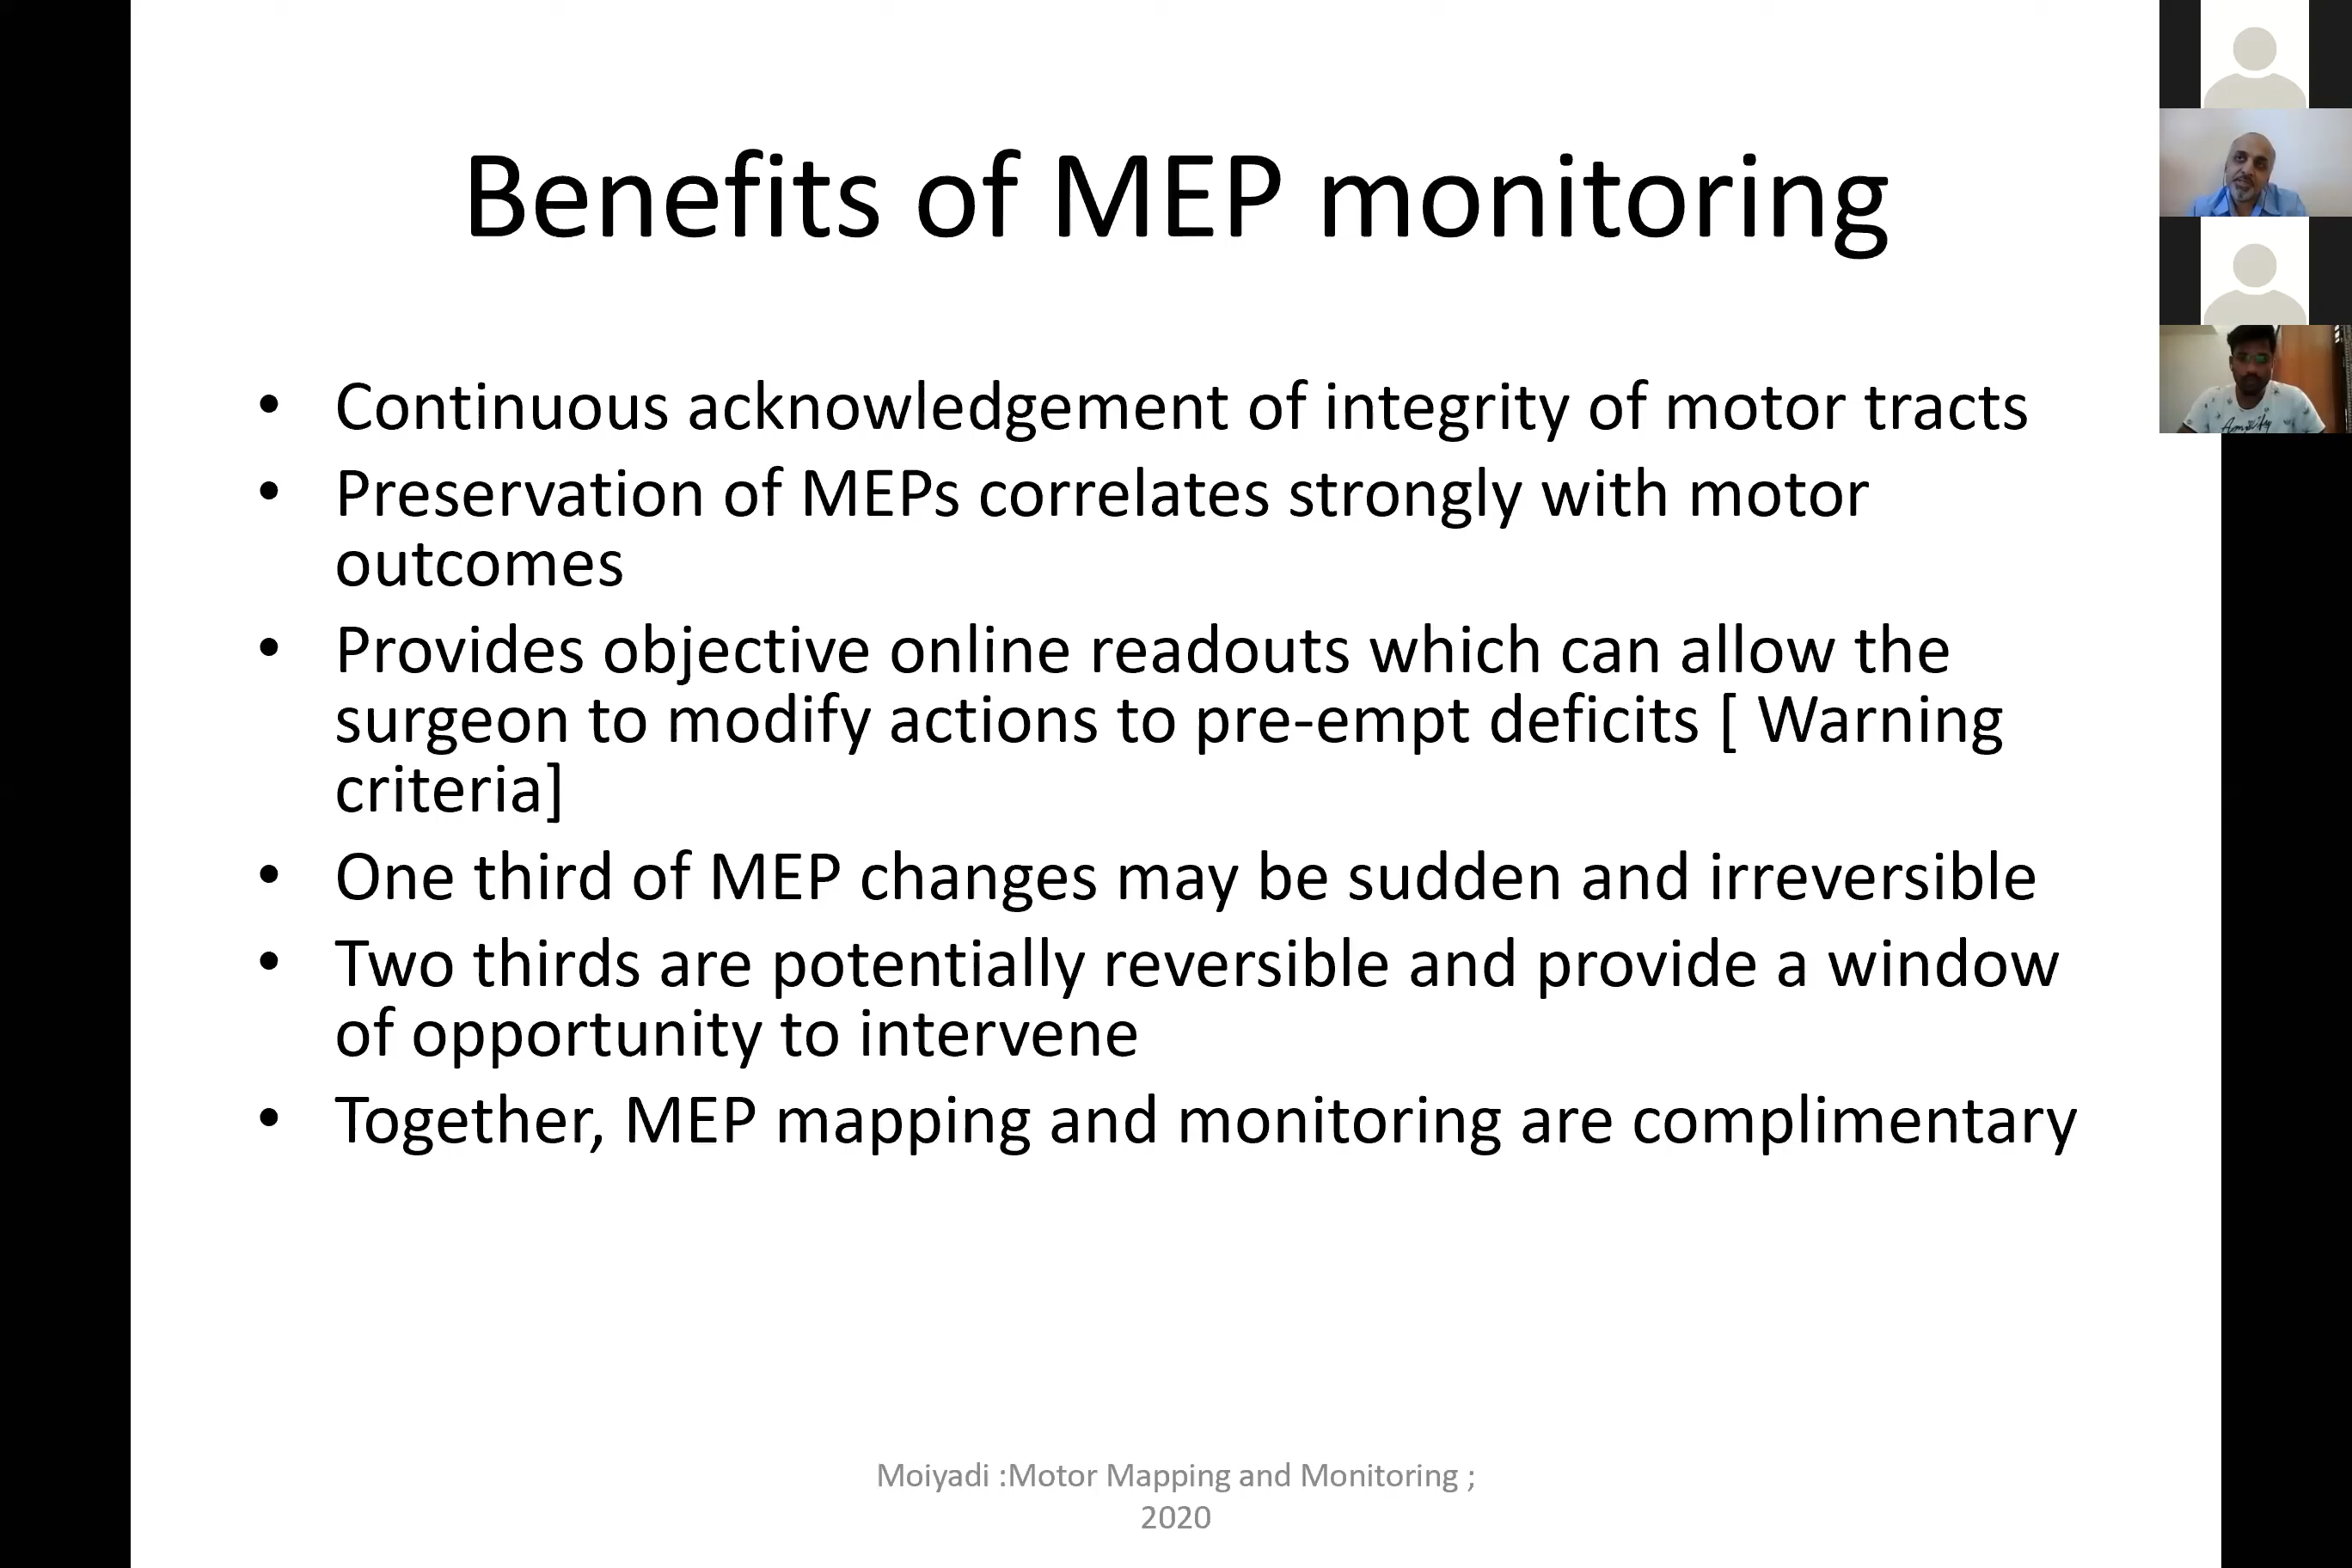 Benefits of MEP monitoring
• Continuous acknowledgement of integrity of motor tracts
• Preservation of MEPs correlates strongly with motor
outcomes
• Provides objective online readouts which can allow the
surgeon to modify actions to pre-empt deficits [ Warning
criteria]
• One third of MEP changes may be sudden and irreversible
• Two thirds are potentially reversible and provide a window
of opportunity to intervene
• Together, MEP mapping and monitoring are complimentary
Moiyadi :Motor Mapping and Monitoring ;
2020